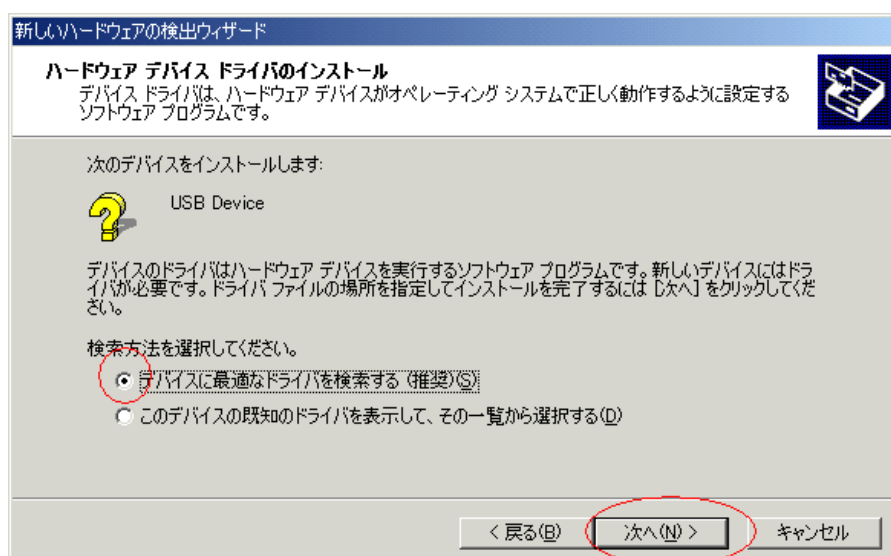 新しいハードウェアの検出ウィザード
ハードウェア デバイス ドライバのインストール
デバイス ドライバは、ハードウェア デバイスがオペレーティング システムで正しく動作するように設定する
ソフトウェア プログラムです。
次のデバイスをインストールします:
USB Device
デバイスのドライバはハードウェア デバイスを実行するソフトウェア プログラムです。新しいデバイスにはドラ
イバが必要です。ドライバ ファイルの場所を指定してインストールを完了するには [次へ] をクリックしてくだ
さい。
検索方法を選択してください。
デバイスに最適なドライバを検索する (推奨)(S)
このデバイスの既知のドライバを表示して、その一覧から選択する(D)
< 戻る(B) 次へ(N) > キャンセル